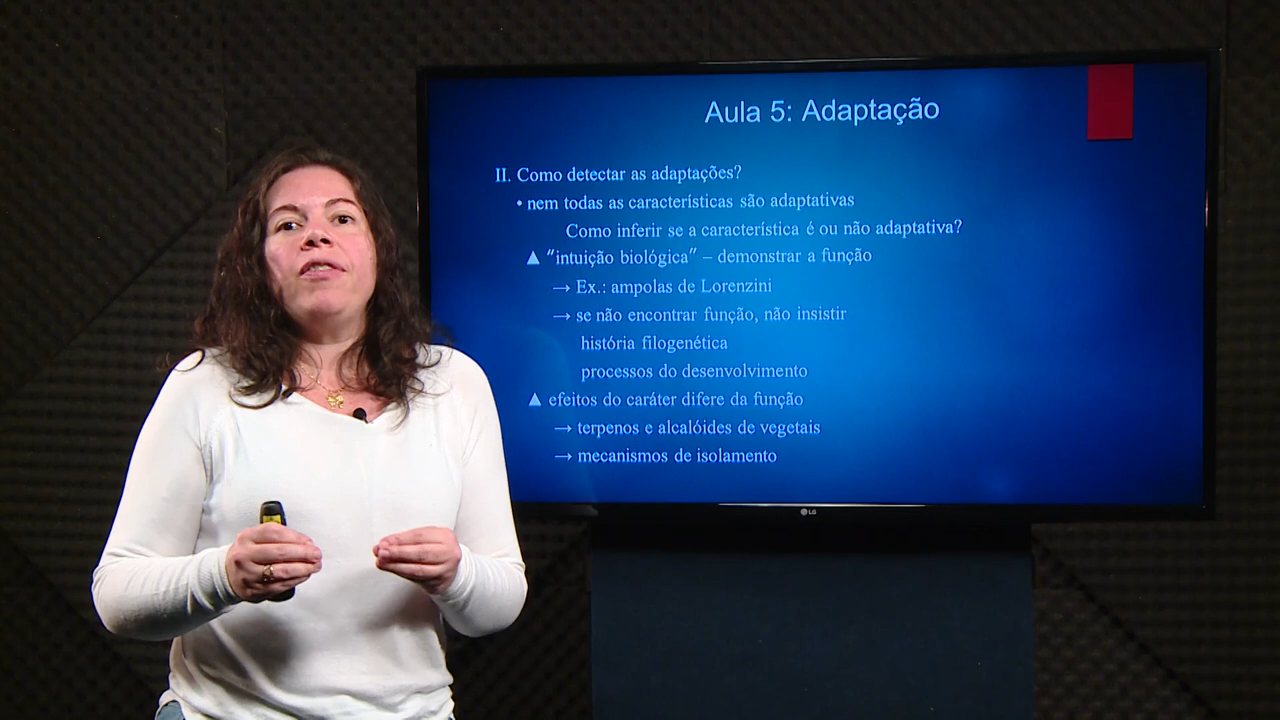 Aula 5: Adaptação
II. Como detectar as adaptações?
• nem todas as características são adaptativas
Como inferir se a característica é ou não adaptativa?
▲ "intuição biológica" – demonstrar a função
→ Ex.: ampolas de Lorenzini
→ se não encontrar função, não insistir
história filogenética
processos do desenvolvimento
▲ efeitos do caráter difere da função
→ terpenos e alcalóides de vegetais
→ mecanismos de isolamento
LG